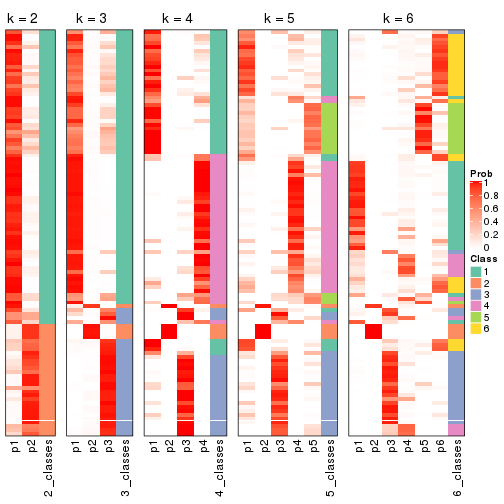 k = 2
k = 3
k = 4
k = 5
k = 6
p1
p2
2_classes
p1
p2
p3
3_classes
p1
p2
p3
p4
4_classes
p1
p2
p3
p4
p5
5_classes
p1
p2
p3
p4
p5
p6
6_classes
Prob
1
0.8
0.6
0.4
0.2
0
Class
1
2
3
4
5
6